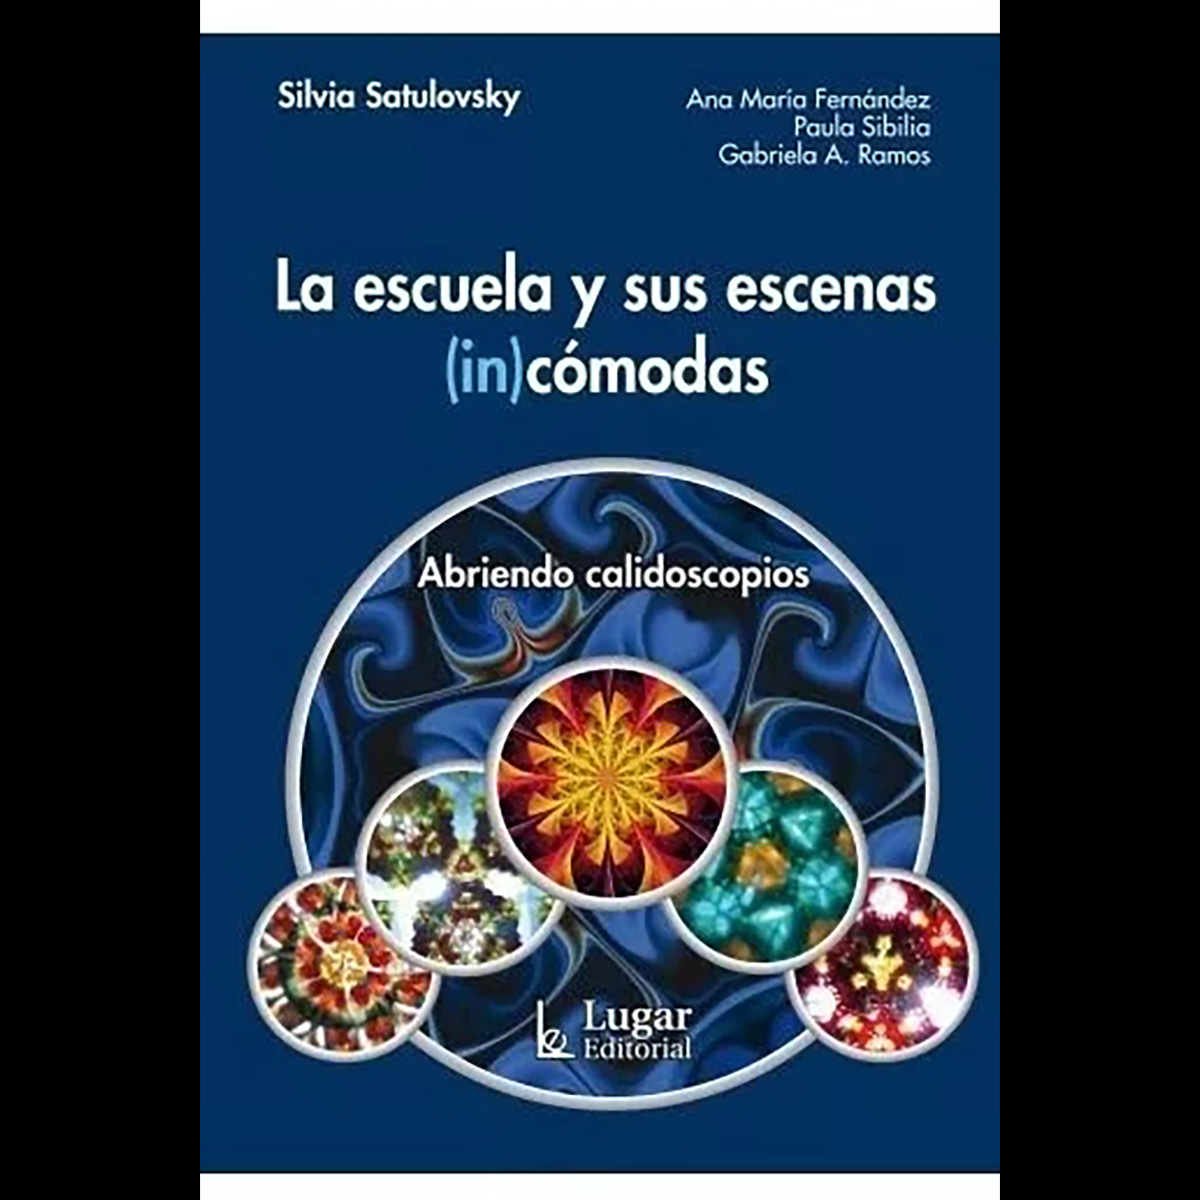 Silvia Satulovsky
Ana María Fernández
Paula Sibilia
Gabriela A. Ramos
La escuela y sus escenas
(in)cómodas
Abriendo calidoscopios
Lugar
Editorial